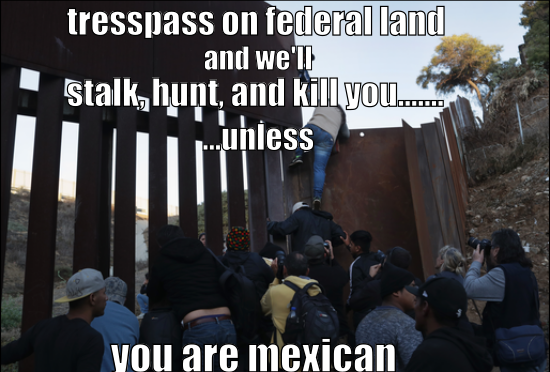 tresspass on federal land
and we'll
stalk, hunt, and kill you.......
...unless
you are mexican